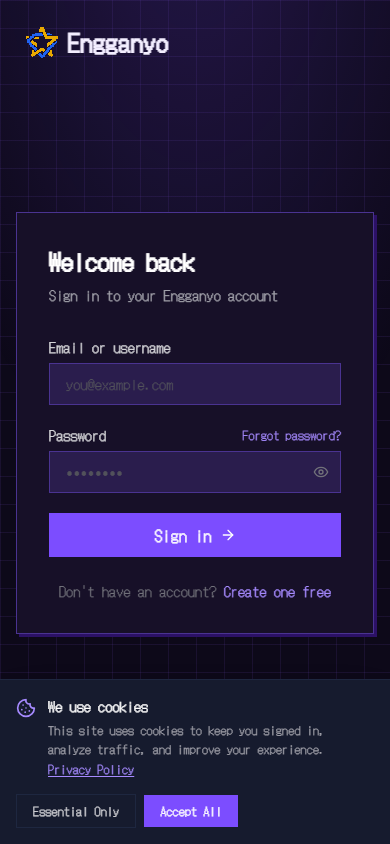 Engganyo
Welcome back
Sign in to your Engganyo account
Email or username
you@example.com
Password
Forgot password?
••••••••
Sign in →
Don't have an account? Create one free
We use cookies
This site uses cookies to keep you signed in,
analyze traffic, and improve your experience.
Privacy Policy
Essential Only
Accept All